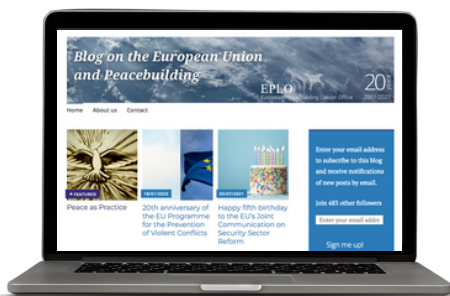 Blog on the European Union
and Peacebuilding
EPLO
European Peacebuilding Liaison Office
20
years
2001-2021
Home About us Contact
FEATURED
Peace as Practice
18/01/2022
20th anniversary of
the EU Programme
for the Prevention
of Violent Conflicts
Happy fifth birthday
to the EU's Joint
Communication on
Security Sector
Reform
Enter your email address
to subscribe to this blog
and receive notifications
of new posts by email.
Join 485 other followers
Enter your email addre
Sign me up!